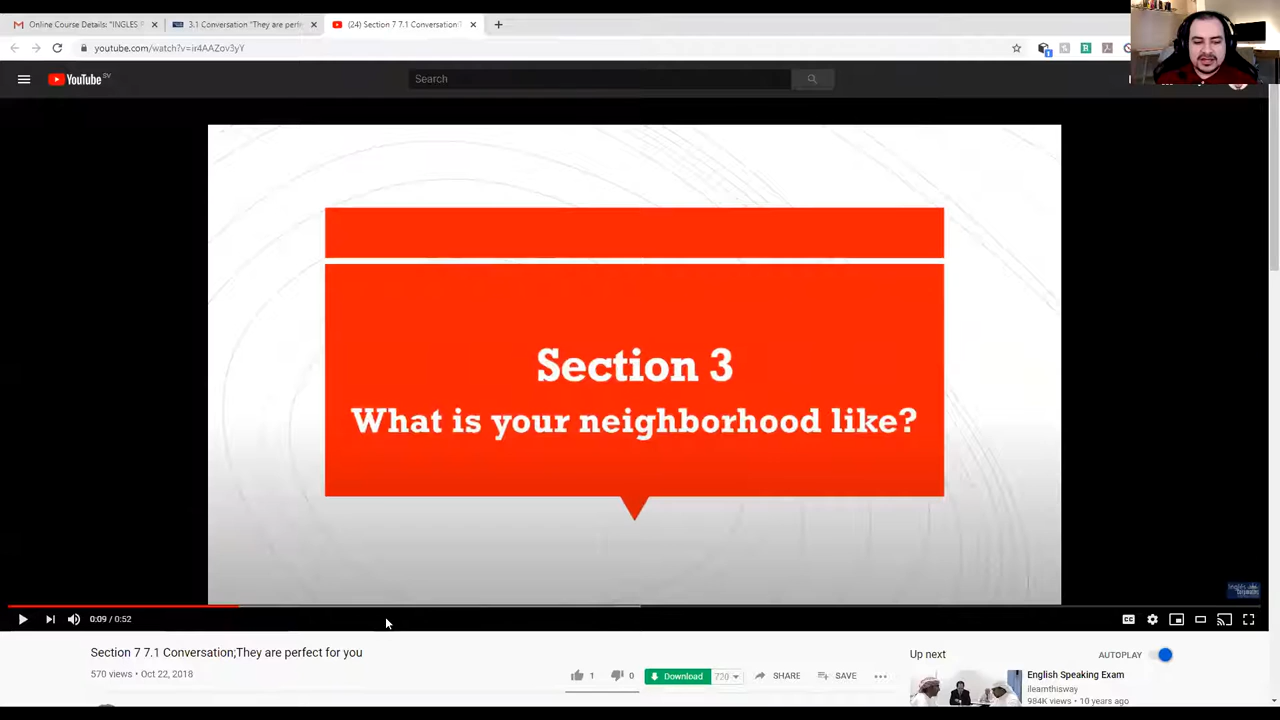 Online Course Details: "INGLES P
3.1 Conversation "They are perfe
(24) Section 7 7.1 Conversation
youtube.com/watch?v=ir4AAZov3yY
YouTube SV
Search
Section 3
What is your neighborhood like?
0:09 / 0:52
Section 7 7.1 Conversation;They are perfect for you
570 views • Oct 22, 2018
1
0
Download
720
SHARE
SAVE
Up next
AUTOPLAY
English Speaking Exam
ilearnthisway
984K views • 10 years ago